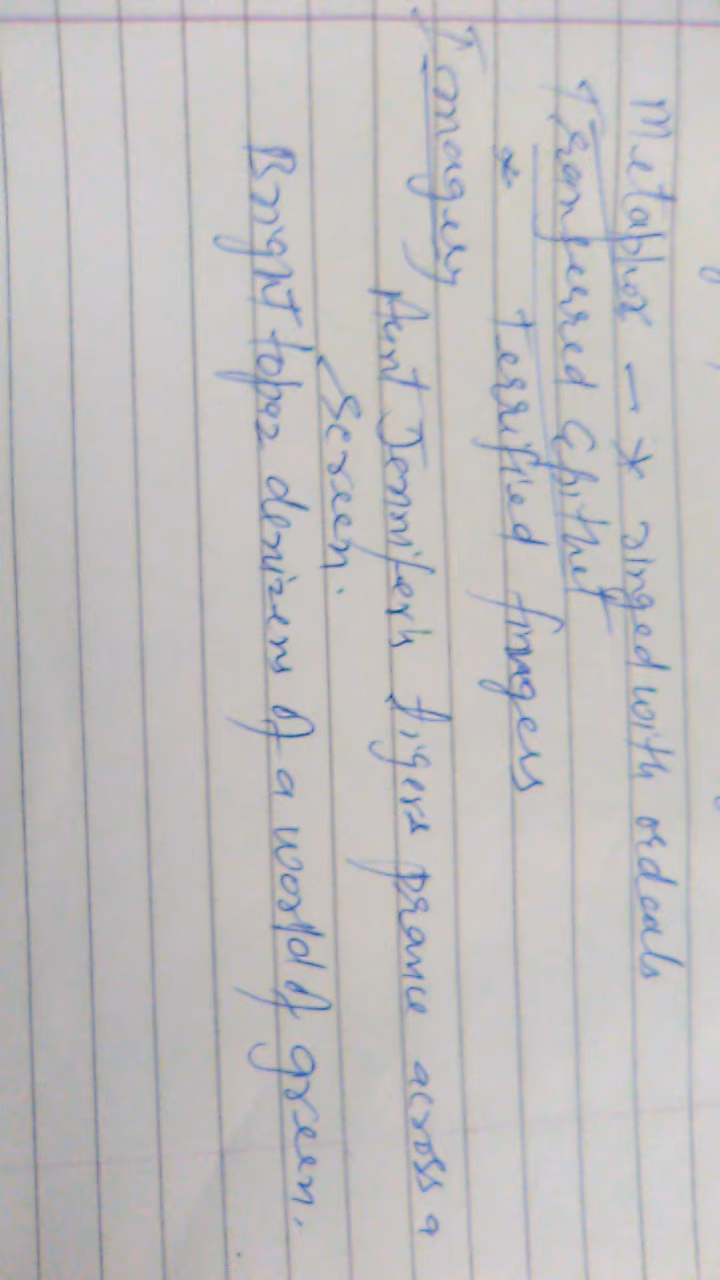 Metaphor → ringed with ordeals
Transferred Epithet
terrified fingers
Imagery
Aunt Jennifer's tigers prance across a
screen.
Bright topaz denizens of a world of green.